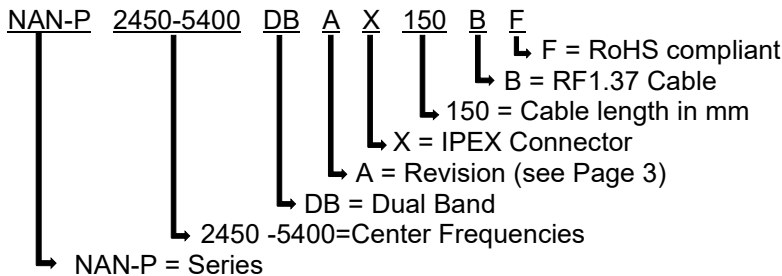 NAN-P 2450-5400 DB A X 150 B F
F = RoHS compliant
B = RF1.37 Cable
150 = Cable length in mm
X = IPEX Connector
A = Revision (see Page 3)
DB = Dual Band
2450 -5400=Center Frequencies
NAN-P = Series